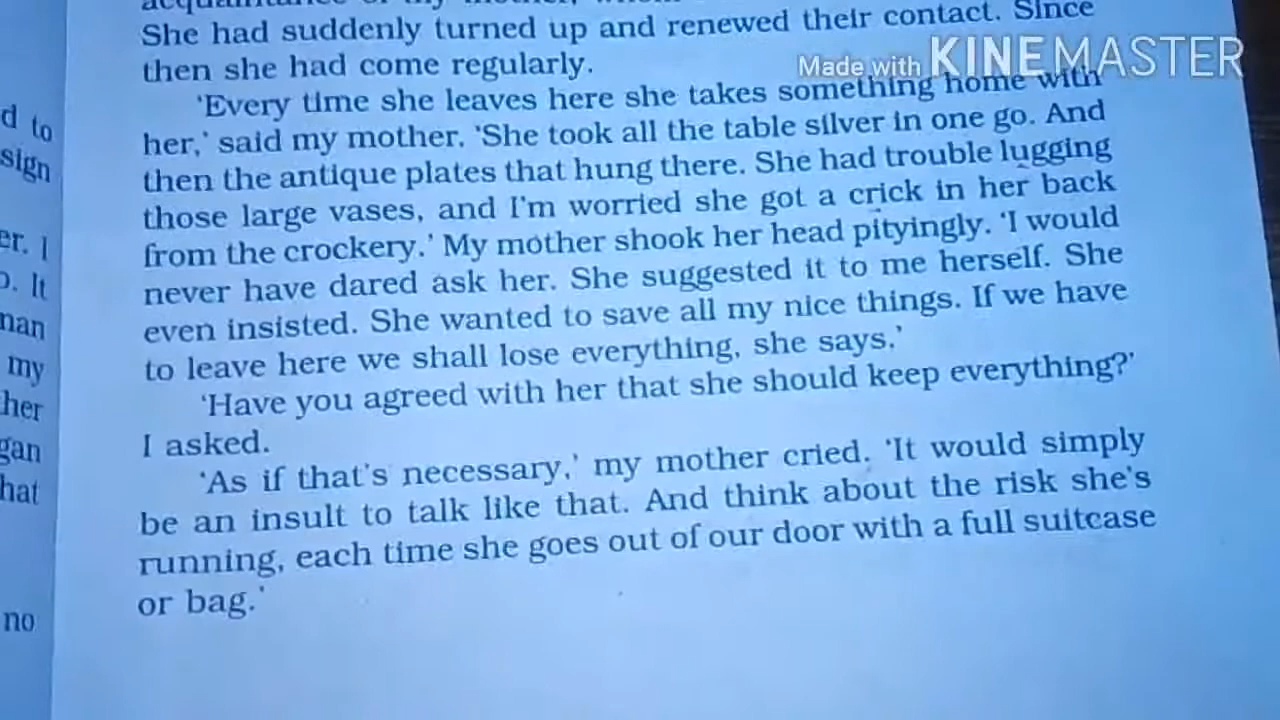 She had suddenly turned up and renewed their contact. Since
then she had come regularly.
Made with KINEMASTER
'Every time she leaves here she takes something home with
her,' said my mother. 'She took all the table silver in one go. And
then the antique plates that hung there. She had trouble lugging
those large vases, and I'm worried she got a crick in her back
from the crockery.' My mother shook her head pityingly. 'I would
never have dared ask her. She suggested it to me herself. She
even insisted. She wanted to save all my nice things. If we have
to leave here we shall lose everything, she says.'
'Have you agreed with her that she should keep everything?'
I asked.
'As if that's necessary,' my mother cried. 'It would simply
be an insult to talk like that. And think about the risk she's
running, each time she goes out of our door with a full suitcase
or bag.'
d to
sign
er. I
. It
my
her
hat
no